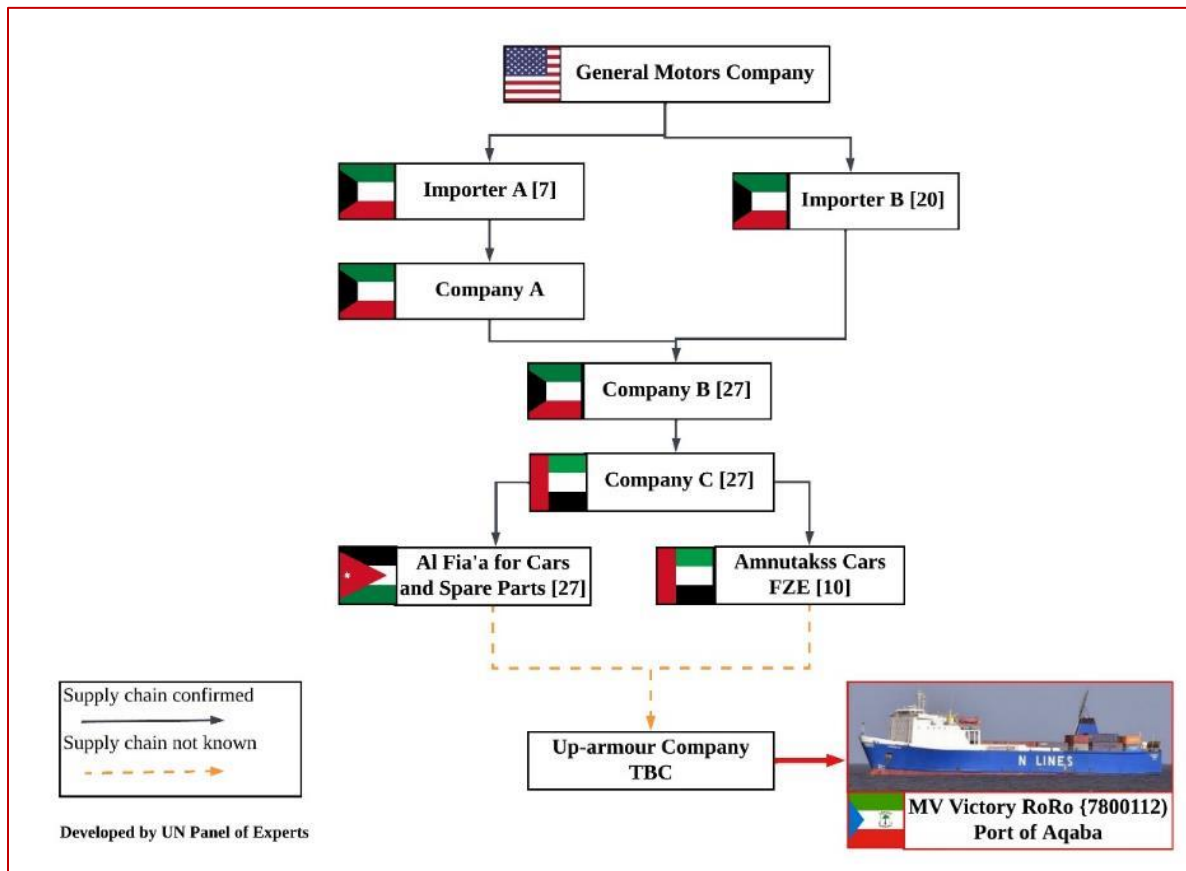 General Motors Company
Importer A [7]
Importer B [20]
Company A
Company B [27]
Company C [27]
Al Fia'a for Cars
and Spare Parts [27]
Amnutakss Cars
FZE [10]
Supply chain confirmed
Supply chain not known
Up-armour Company
TBC
N LINES
MV Victory RoRo {7800112)
Port of Aqaba
Developed by UN Panel of Experts